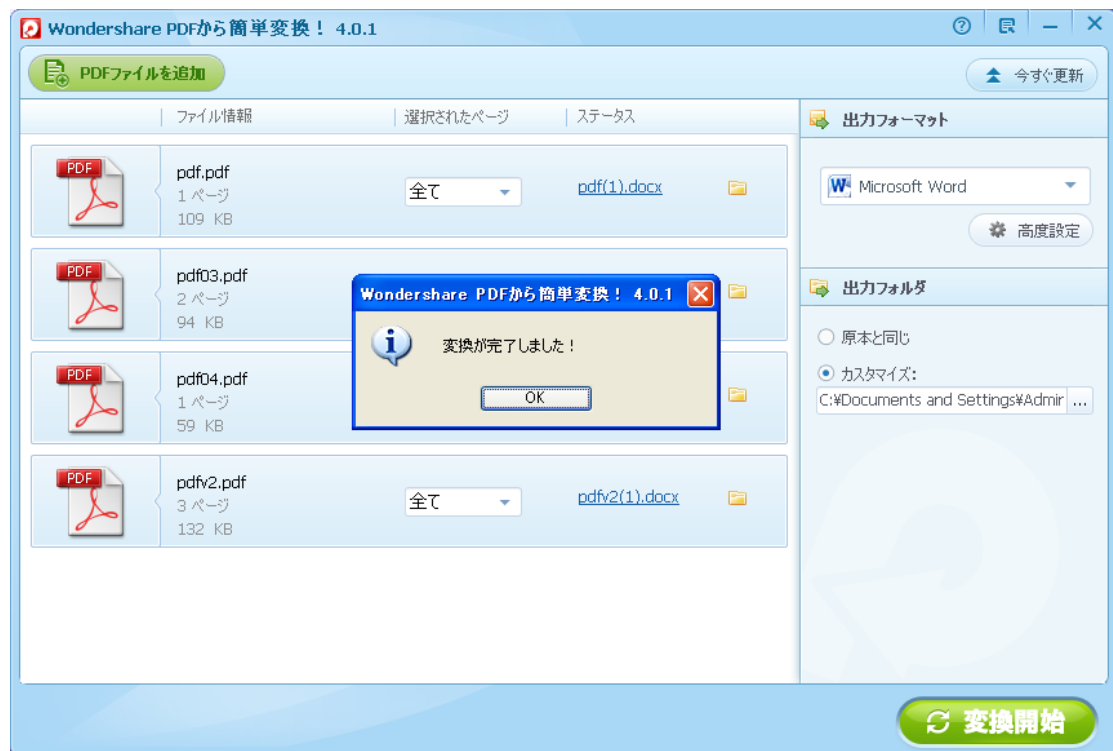 Wondershare PDFから簡単変換！ 4.0.1
PDFファイルを追加
今すぐ更新
ファイル情報
選択されたページ
ステータス
出力フォーマット
PDF
pdf.pdf
1 ページ
109 KB
全て
pdf(1).docx
W
Microsoft Word
高度設定
PDF
pdf03.pdf
2 ページ
94 KB
Wondershare PDFから簡単変換！ 4.0.1
変換が完了しました！
OK
出力フォルダ
原本と同じ
カスタマイズ:
C:¥Documents and Settings¥Admir
...
PDF
pdf04.pdf
1 ページ
59 KB
PDF
pdfv2.pdf
3 ページ
132 KB
全て
pdfv2(1).docx
変換開始